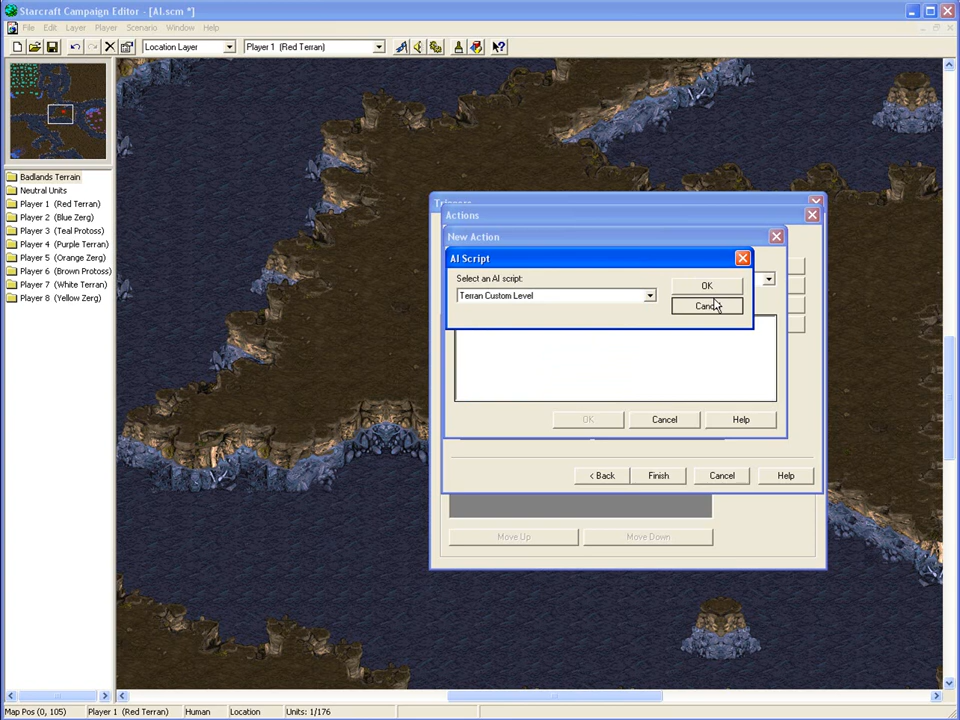 Starcraft Campaign Editor - [AI.scm *]
File Edit Layer Player Scenario Window Help
Location Layer
Player 1 (Red Terran)
Badlands Terrain
Neutral Units
Player 1 (Red Terran)
Player 2 (Blue Zerg)
Player 3 (Teal Protoss)
Player 4 (Purple Terran)
Player 5 (Orange Zerg)
Player 6 (Brown Protoss)
Player 7 (White Terran)
Player 8 (Yellow Zerg)
Triggers
Actions
New Action
AI Script
Select an AI script:
Terran Custom Level
OK
Cancel
OK Cancel Help
< Back Finish Cancel Help
Move Up Move Down
Map Pos (0, 105) Player 1 (Red Terran) Human Location Units: 1/176